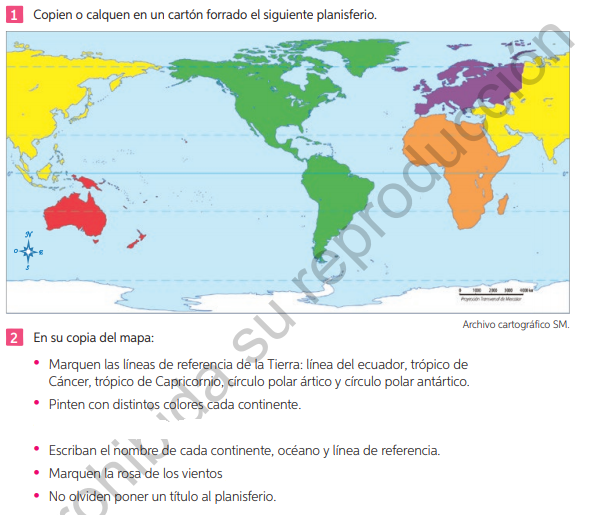 1 Copien o calquen en un cartón forrado el siguiente planisferio.
0°
0°
N
O E
S
0 1000 2000 3000 4000 km
Proyección Transversal de Mercator
Archivo cartográfico SM.
2 En su copia del mapa:
• Marquen las líneas de referencia de la Tierra: línea del ecuador, trópico de
Cáncer, trópico de Capricornio, círculo polar ártico y círculo polar antártico.
• Pinten con distintos colores cada continente.
• Escriban el nombre de cada continente, océano y línea de referencia.
• Marquen la rosa de los vientos
• No olviden poner un título al planisferio.
rohibida su reproducción